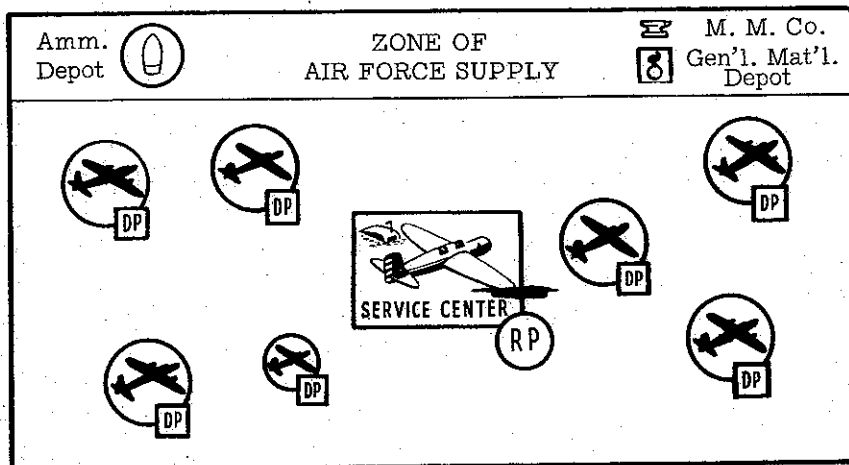 Amm.
Depot
ZONE OF
AIR FORCE SUPPLY
M. M. Co.
Gen'l. Mat'l.
Depot
DP
DP
DP
DP
SERVICE CENTER
RP
DP
DP
DP